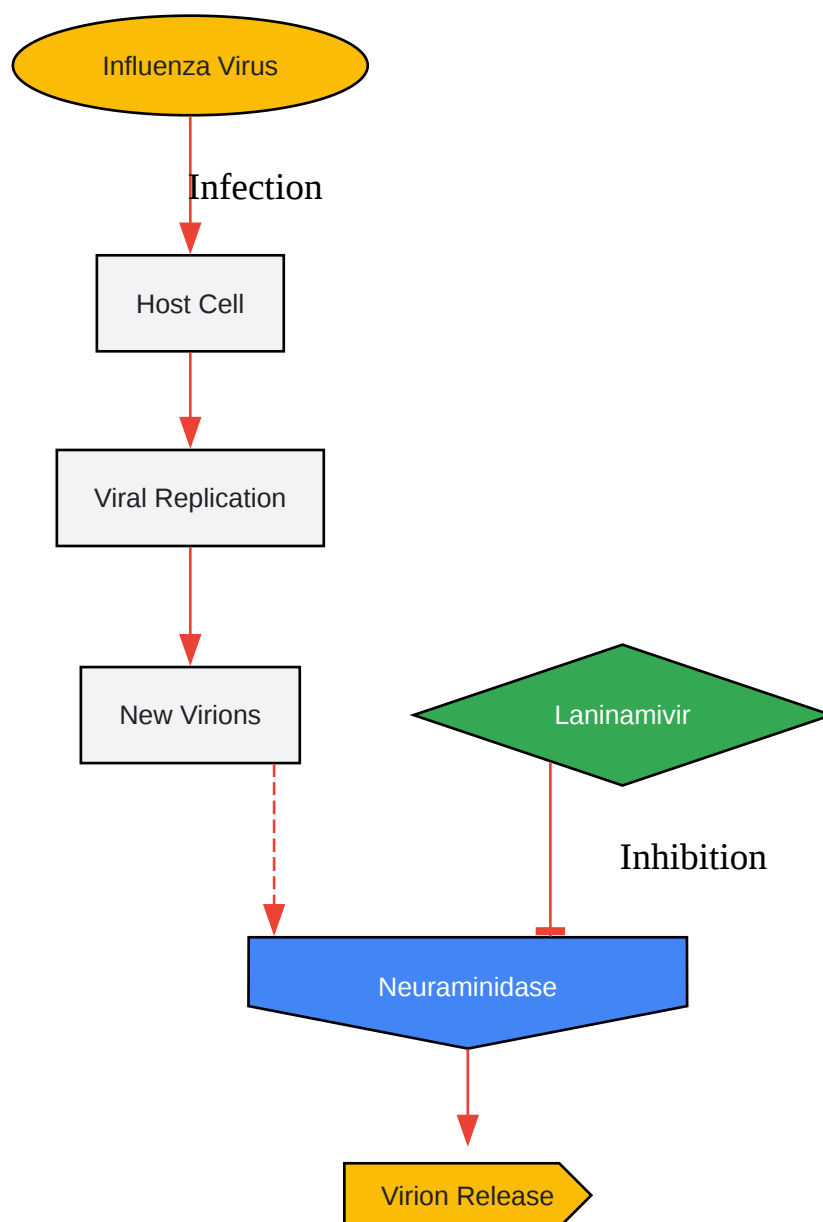 Influenza Virus
Infection
Host Cell
Viral Replication
New Virions
Laninamivir
Inhibition
Neuraminidase
Virion Release